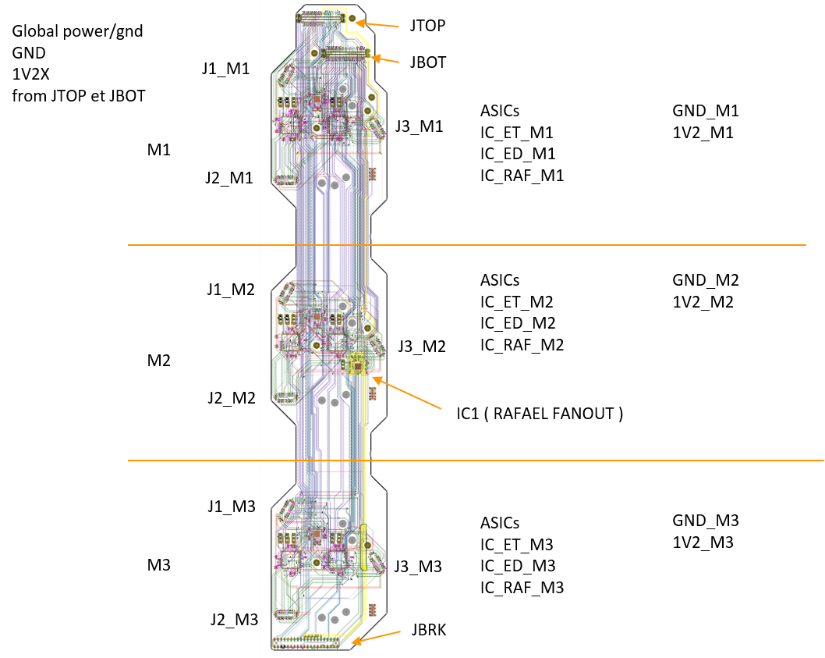 Global power/gnd
GND
1V2X
from JTOP et JBOT
JTOP
JBOT
J1_M1
J3_M1
M1
J2_M1
ASICs
IC_ET_M1
IC_ED_M1
IC_RAF_M1
GND_M1
1V2_M1
J1_M2
J3_M2
M2
J2_M2
ASICs
IC_ET_M2
IC_ED_M2
IC_RAF_M2
GND_M2
1V2_M2
IC1 ( RAFAEL FANOUT )
J1_M3
J3_M3
M3
J2_M3
ASICs
IC_ET_M3
IC_ED_M3
IC_RAF_M3
GND_M3
1V2_M3
JBRK